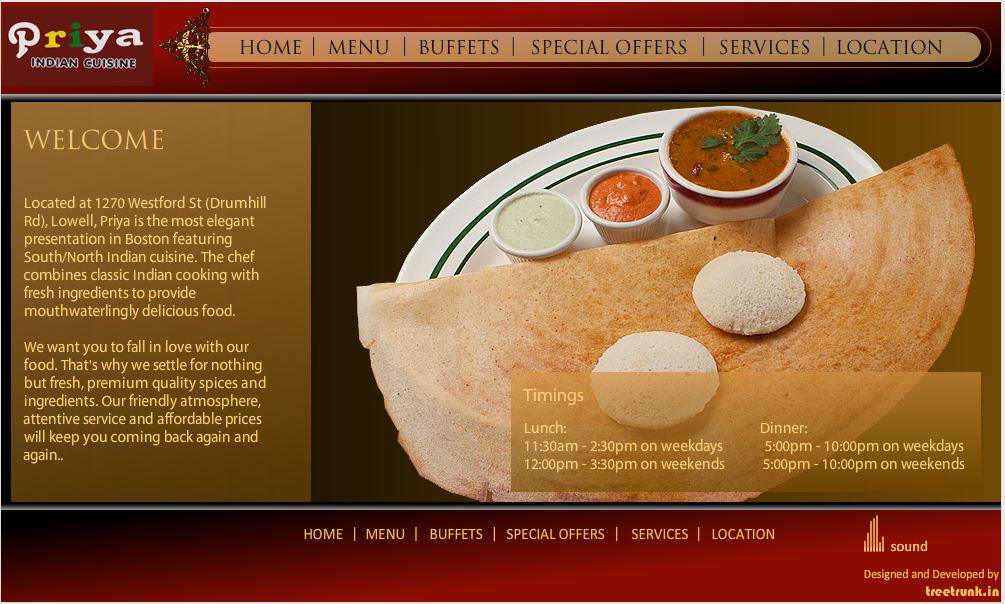 Priya
INDIAN CUISINE
HOME | MENU | BUFFETS | SPECIAL OFFERS | SERVICES | LOCATION
WELCOME
Located at 1270 Westford St (Drumhill
Rd), Lowell, Priya is the most elegant
presentation in Boston featuring
South/North Indian cuisine. The chef
combines classic Indian cooking with
fresh ingredients to provide
mouthwaterlingly delicious food.
We want you to fall in love with our
food. That's why we settle for nothing
but fresh, premium quality spices and
ingredients. Our friendly atmosphere,
attentive service and affordable prices
will keep you coming back again and
again..
Timings
Lunch: Dinner:
11:30am - 2:30pm on weekdays 5:00pm - 10:00pm on weekdays
12:00pm - 3:30pm on weekends 5:00pm - 10:00pm on weekends
HOME | MENU | BUFFETS | SPECIAL OFFERS | SERVICES | LOCATION
sound
Designed and Developed by
treetrunk.in